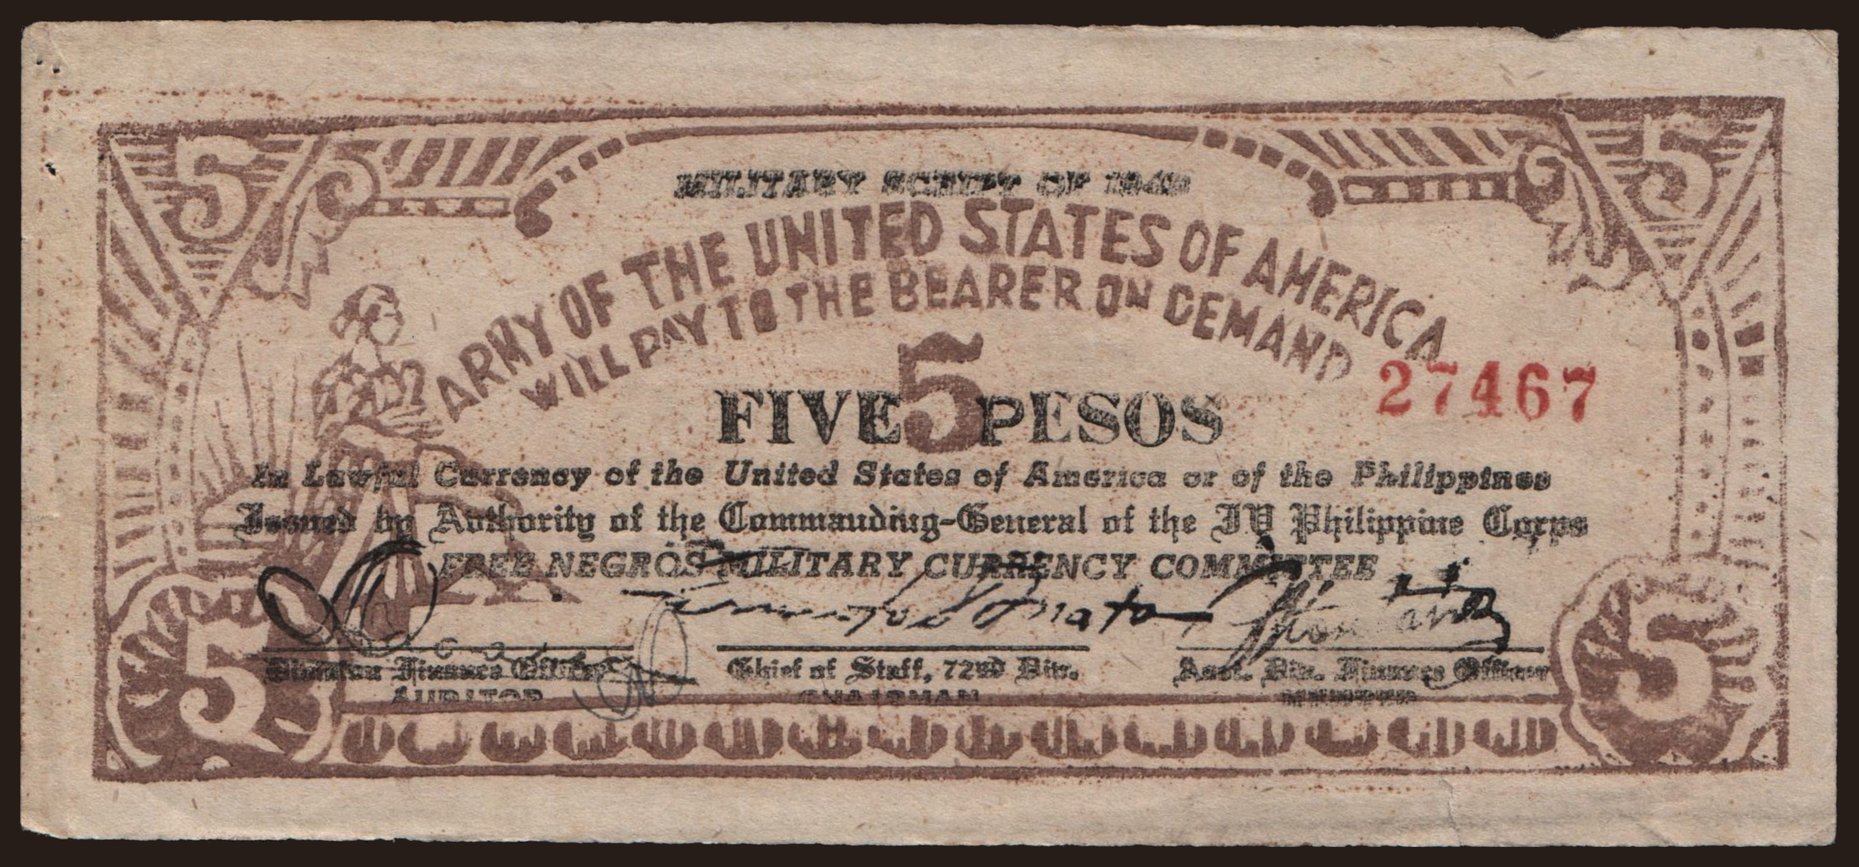 5 5
MILITARY SCRIPT OF
ARMY OF THE UNITED STATES OF AMERICA
WILL PAY TO THE BEARER ON DEMAND
27467
FIVE 5 PESOS
In Lawful Currency of the United States of America or of the Philippines
Issued by Authority of the Commanding-General of the IV Philippine Corps
FREE NEGROS MILITARY CURRENCY COMMITTEE
Division Finance Officer Chief of Staff, 72nd Div. Asst. Div. Finance Officer
AUDITOR CHAIRMAN MEMBER
5 5